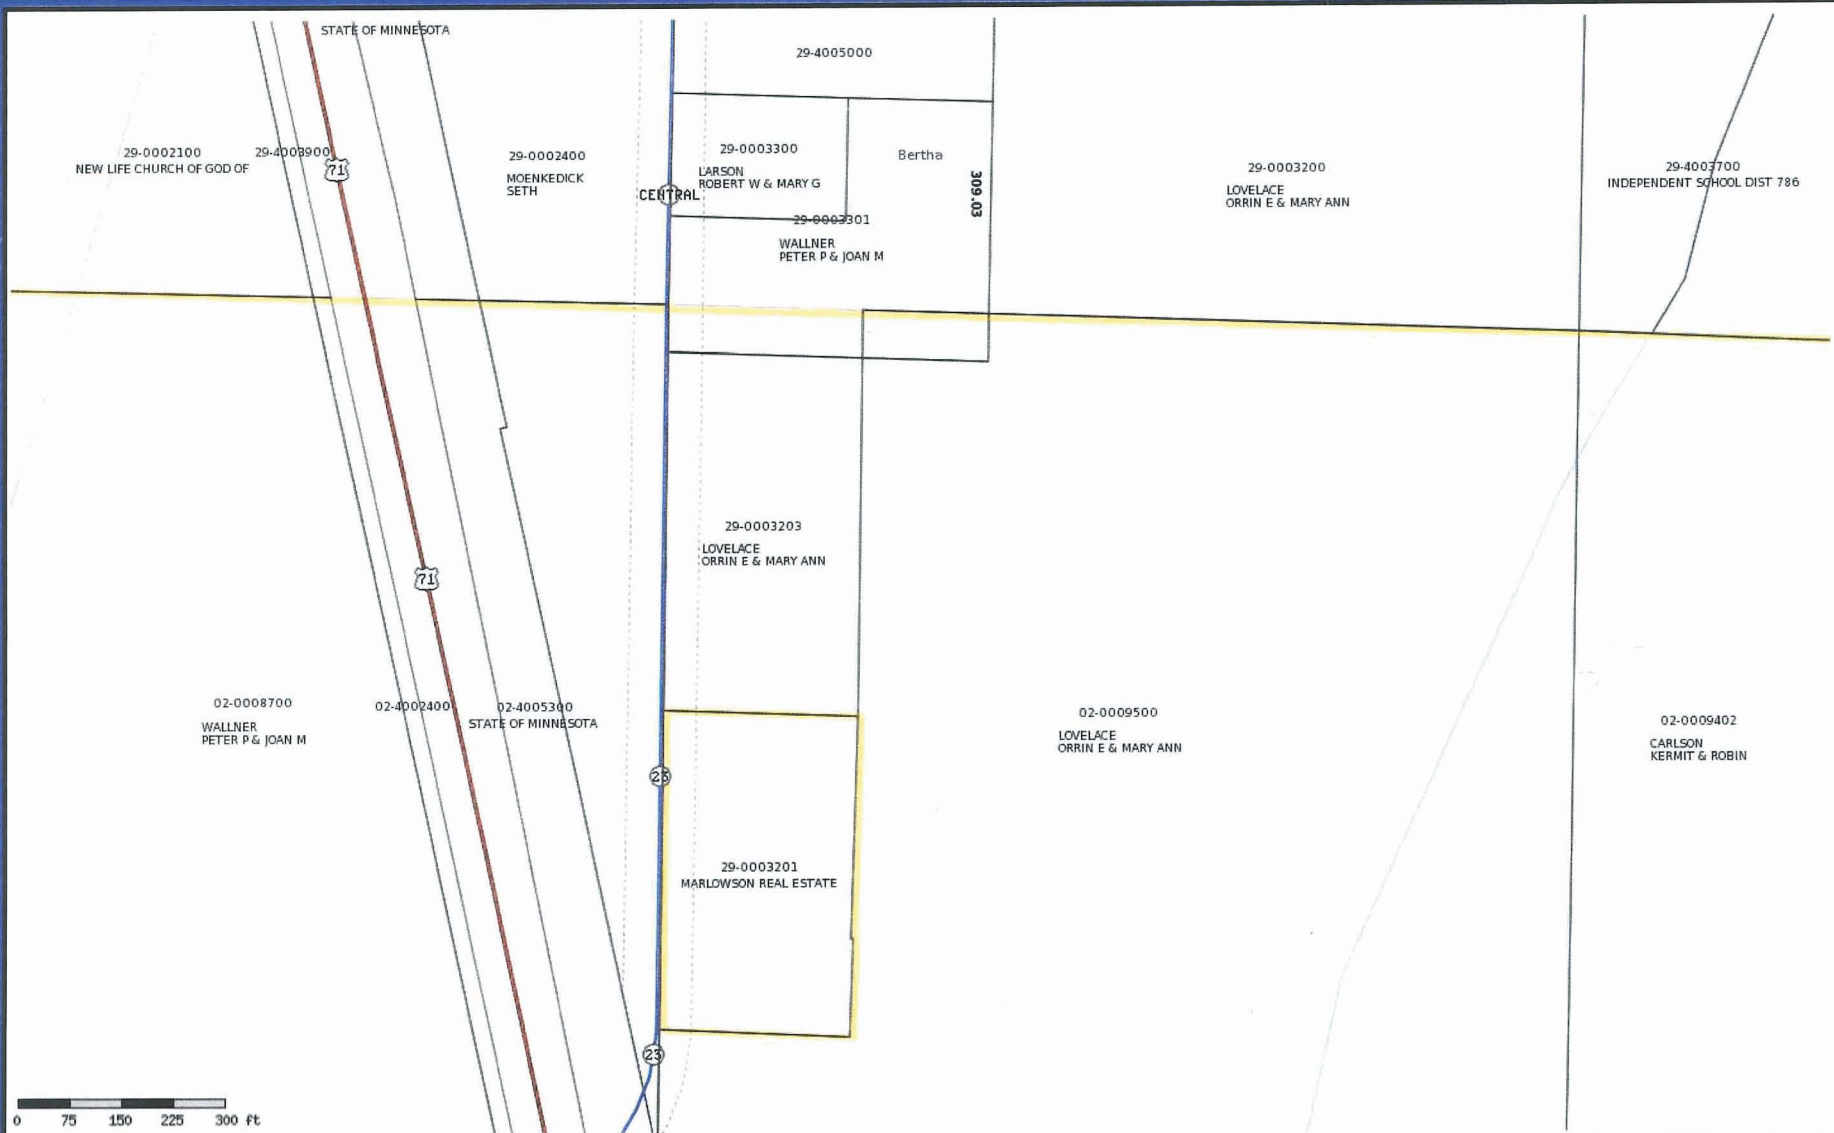 STATE OF MINNESOTA
29-4005000
29-0002100
NEW LIFE CHURCH OF GOD OF
29-4003900
71
29-0002400
MOENKEDICK
SETH
CENTRAL
29-0003300
LARSON
ROBERT W & MARY G
Bertha
309.03
29-0003301
WALLNER
PETER P & JOAN M
29-0003200
LOVELACE
ORRIN E & MARY ANN
29-4003700
INDEPENDENT SCHOOL DIST 786
29-0003203
LOVELACE
ORRIN E & MARY ANN
71
02-0008700
WALLNER
PETER P & JOAN M
02-4002400
02-4005300
STATE OF MINNESOTA
23
02-0009500
LOVELACE
ORRIN E & MARY ANN
02-0009402
CARLSON
KERMIT & ROBIN
29-0003201
MARLOWSON REAL ESTATE
23
0 75 150 225 300 ft